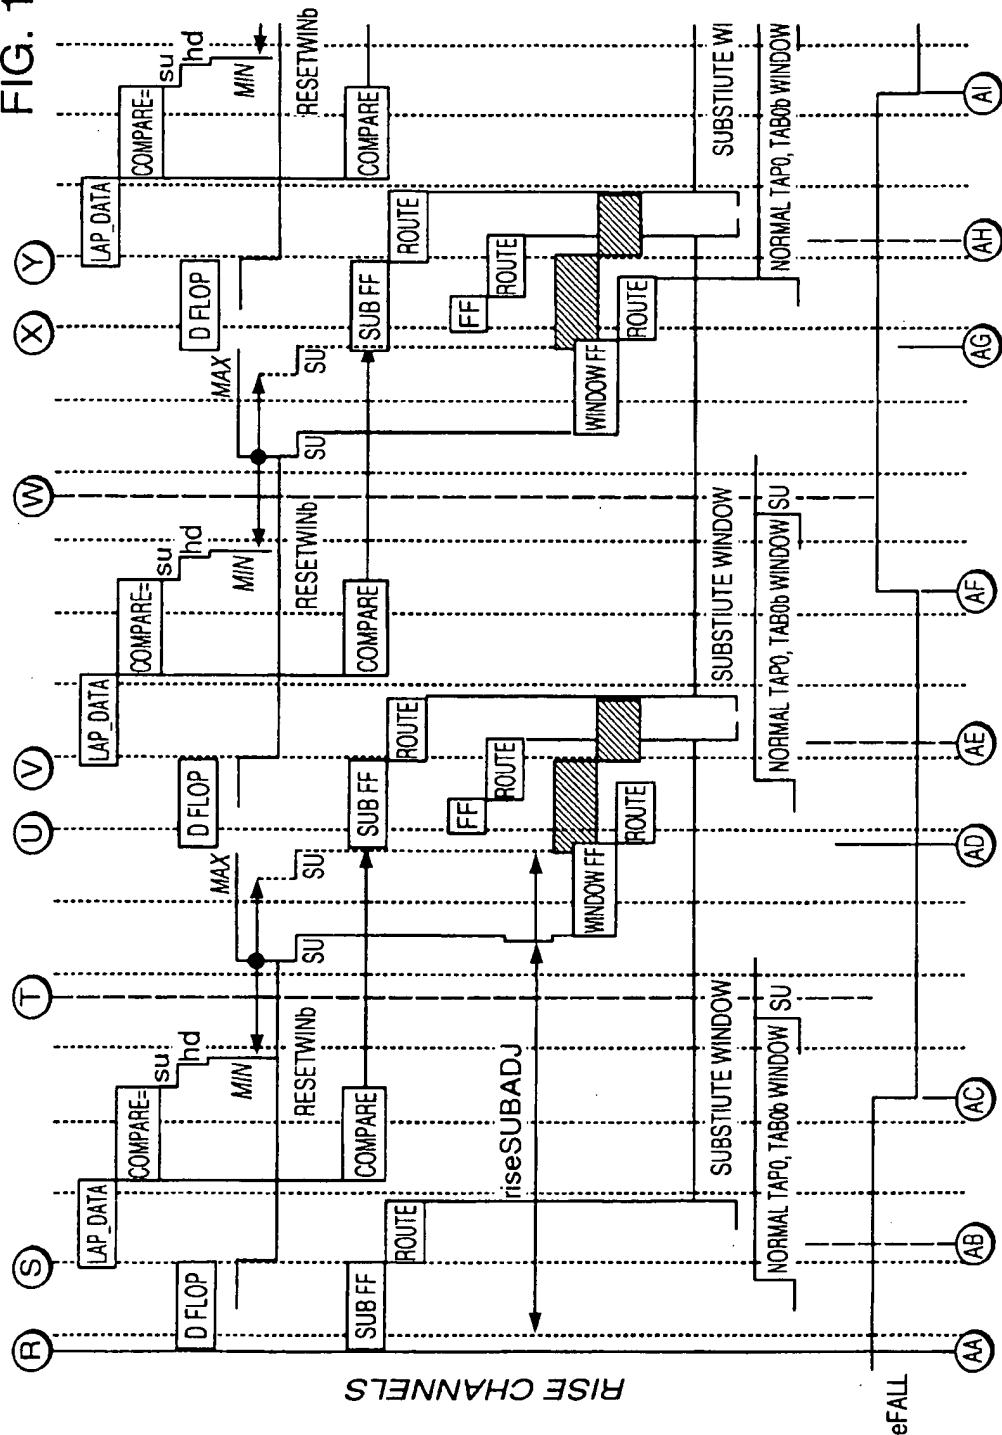 FIG. 1
R
S
T
U
V
W
X
Y
LAP_DATA
LAP_DATA
LAP_DATA
COMPARE=
COMPARE=
COMPARE=
su
su
su
hd
hd
hd
D FLOP
D FLOP
D FLOP
MIN
MAX
MIN
MAX
MIN
RESETWINb
SU
SU
RESETWINb
SU
SU
RESETWINb
SUB FF
COMPARE
SUB FF
COMPARE
SUB FF
COMPARE
ROUTE
ROUTE
ROUTE
FF
FF
ROUTE
ROUTE
riseSUBADJ
WINDOW FF
WINDOW FF
ROUTE
ROUTE
SUBSTIUTE WINDOW
SUBSTIUTE WINDOW
SUBSTIUTE WI
NORMAL TAP0, TAB0b WINDOW
SU
NORMAL TAP0, TAB0b WINDOW
SU
NORMAL TAP0, TAB0b WINDOW
RISE CHANNELS
eFALL
AA
AB
AC
AD
AE
AF
AG
AH
AI